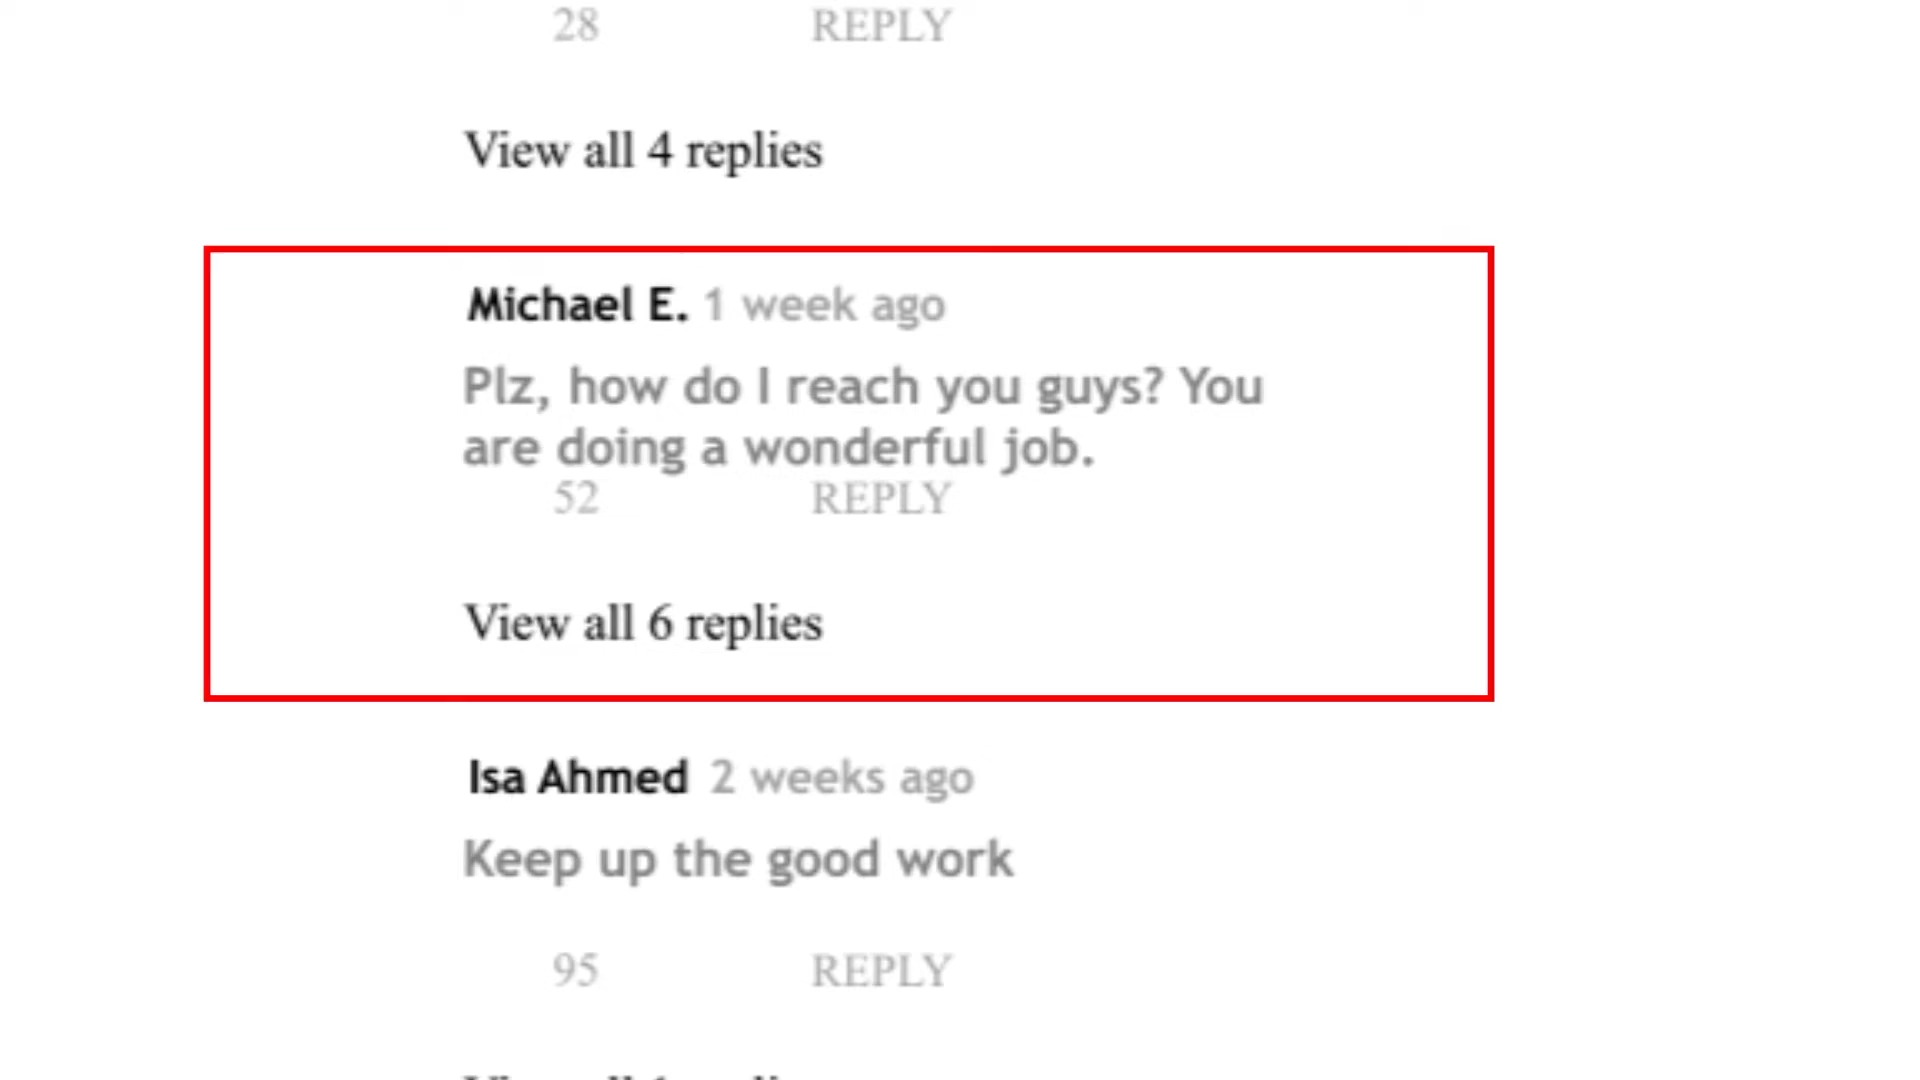 28 REPLY
View all 4 replies
Michael E. 1 week ago
Plz, how do I reach you guys? You
are doing a wonderful job.
52 REPLY
View all 6 replies
Isa Ahmed 2 weeks ago
Keep up the good work
95 REPLY